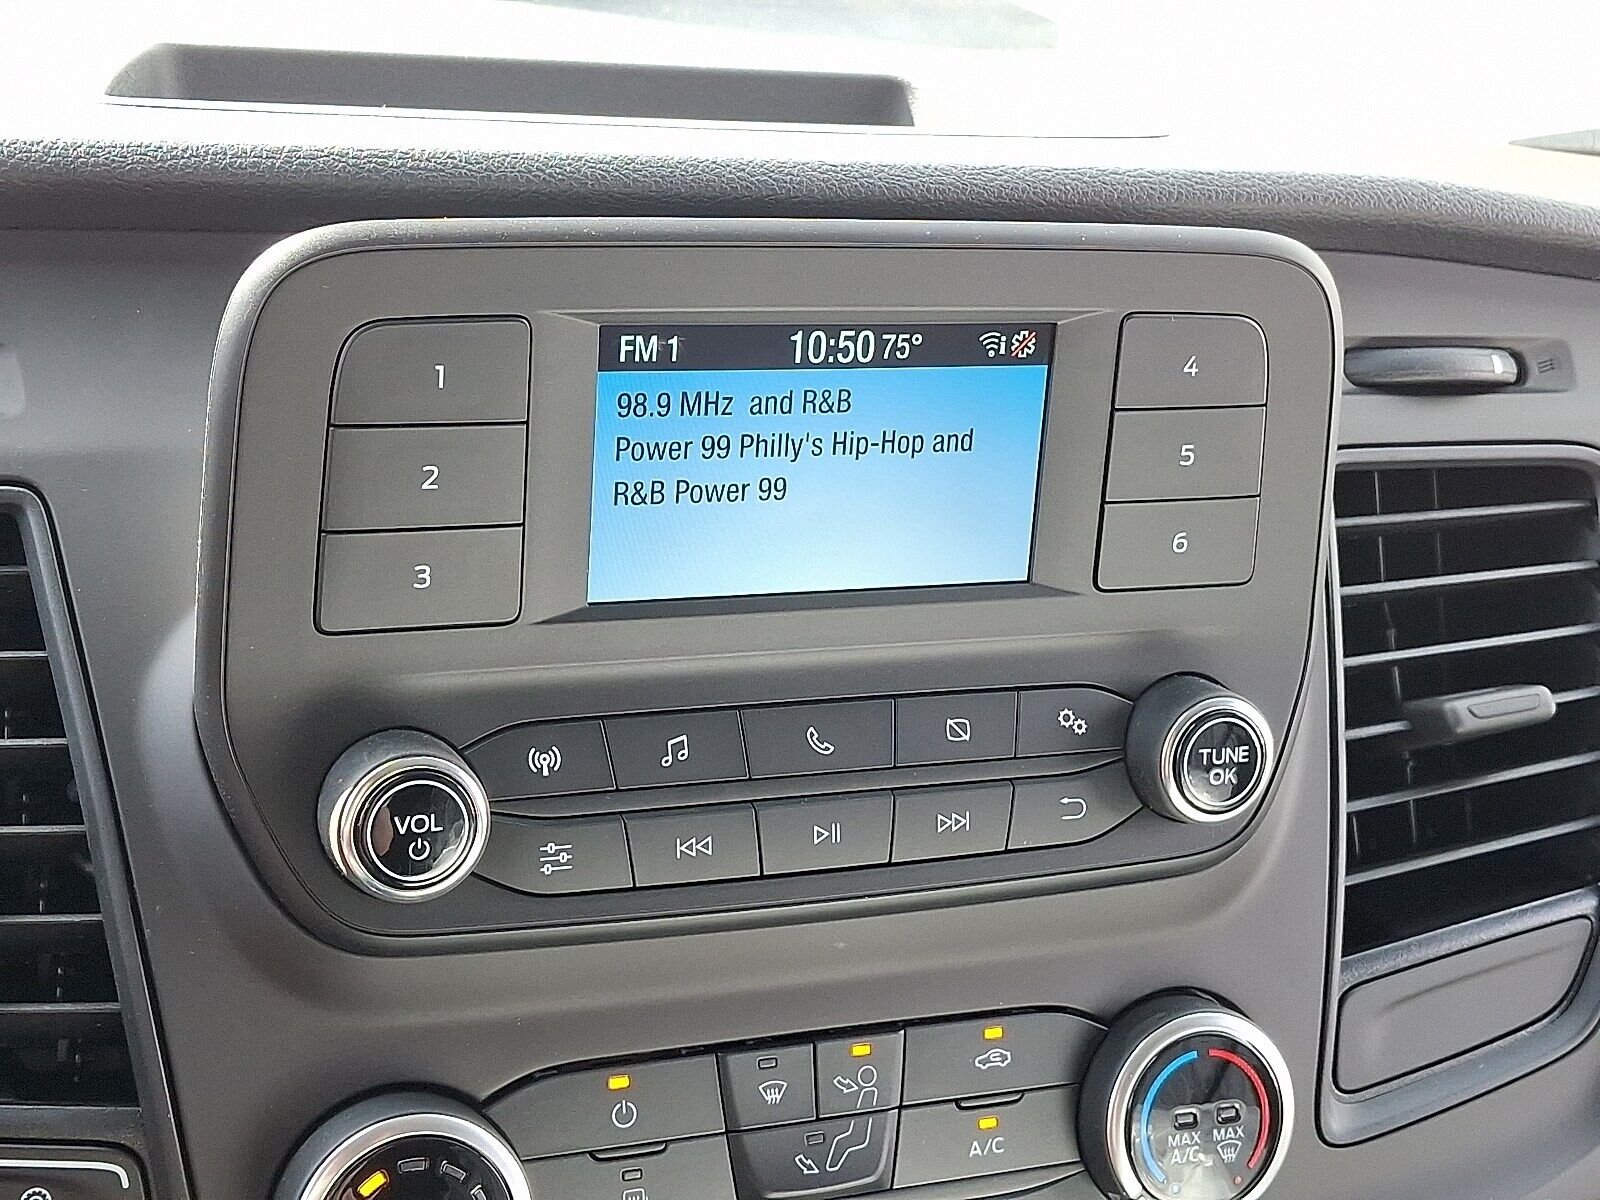 FM 1 10:50 75°
98.9 MHz and R&B
Power 99 Philly's Hip-Hop and
R&B Power 99
1
2
3
4
5
6
VOL
TUNE
OK
A/C
MAX
A/C
MAX